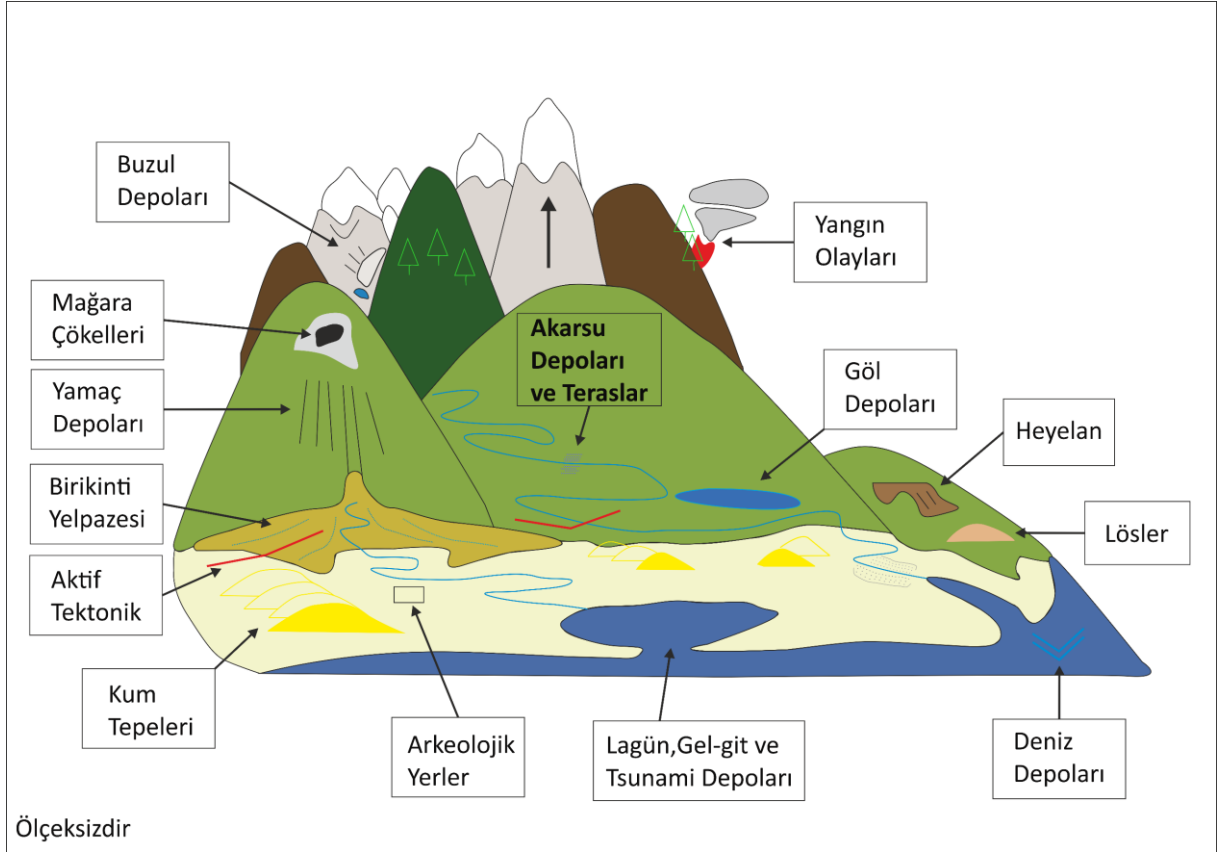 Buzul
Depoları
Yangın
Olayları
Mağara
Çökelleri
Akarsu
Depoları
ve Teraslar
Göl
Depoları
Yamaç
Depoları
Heyelan
Birikinti
Yelpazesi
Lösler
Aktif
Tektonik
Kum
Tepeleri
Arkeolojik
Yerler
Lagün,Gel-git ve
Tsunami Depoları
Deniz
Depoları
Ölçeksizdir